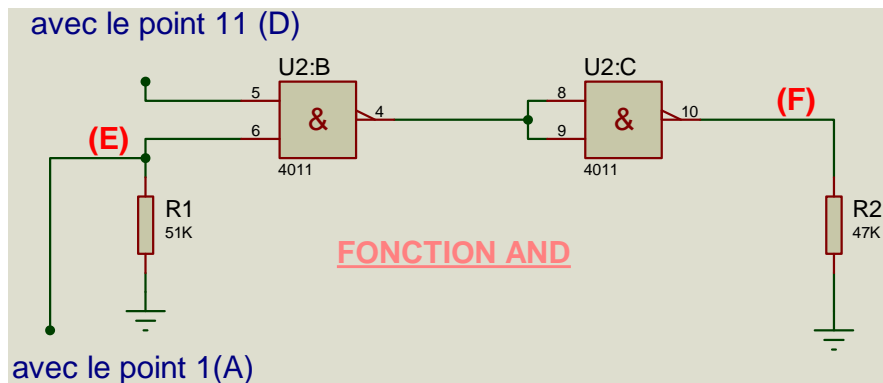 avec le point 11 (D)
U2:B
U2:C
5
6
4
8
9
10
&
&
4011
4011
(E)
(F)
R1
51K
R2
47K
FONCTION AND
avec le point 1(A)